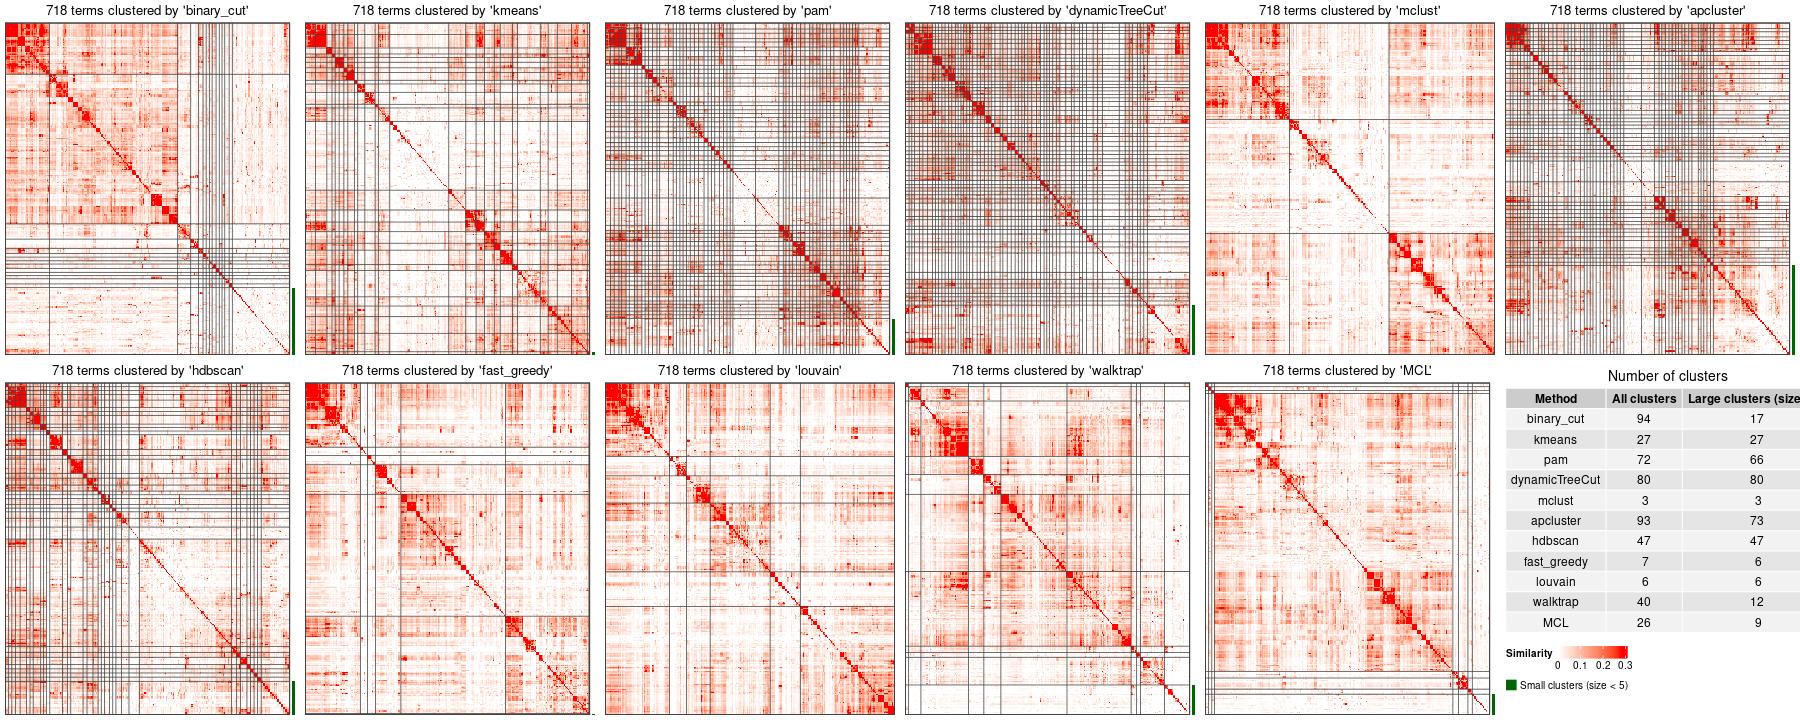 718 terms clustered by 'binary_cut'
718 terms clustered by 'kmeans'
718 terms clustered by 'pam'
718 terms clustered by 'dynamicTreeCut'
718 terms clustered by 'mclust'
718 terms clustered by 'apcluster'
718 terms clustered by 'hdbscan'
718 terms clustered by 'fast_greedy'
718 terms clustered by 'louvain'
718 terms clustered by 'walktrap'
718 terms clustered by 'MCL'
Number of clusters
Method All clusters Large clusters (size
binary_cut 94 17
kmeans 27 27
pam 72 66
dynamicTreeCut 80 80
mclust 3 3
apcluster 93 73
hdbscan 47 47
fast_greedy 7 6
louvain 6 6
walktrap 40 12
MCL 26 9
Similarity
0 0.1 0.2 0.3
Small clusters (size < 5)